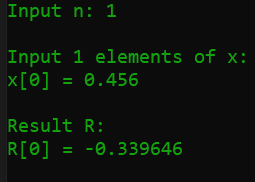 Input n: 1
Input 1 elements of x:
x[0] = 0.456
Result R:
R[0] = -0.339646